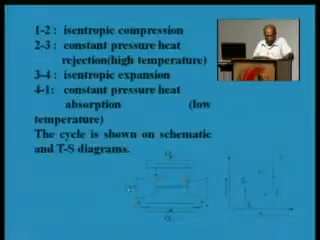 1-2 : isentropic compression
2-3 : constant pressure heat
rejection(high temperature)
3-4 : isentropic expansion
4-1: constant pressure heat
absorption (low
temperature)
The cycle is shown on schematic
and T-S diagrams.